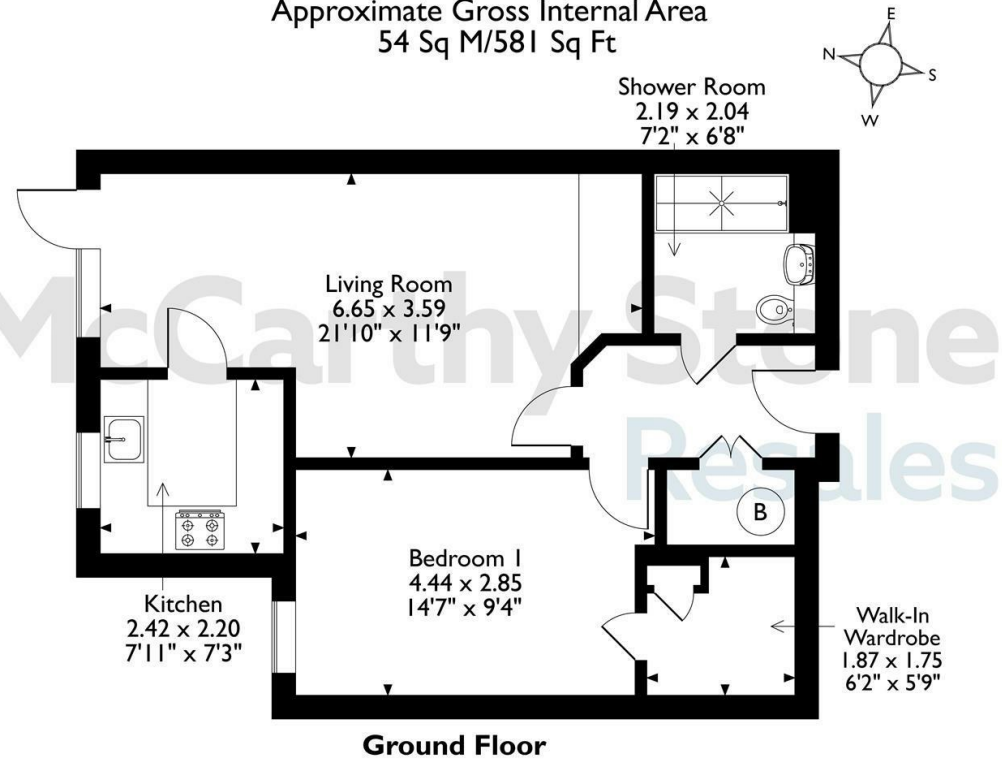 Approximate Gross Internal Area
54 Sq M/581 Sq Ft
E
N
S
W
Shower Room
2.19 x 2.04
7'2" x 6'8"
Living Room
6.65 x 3.59
21'10" x 11'9"
McCarthy Stone
Resales
B
Bedroom 1
4.44 x 2.85
14'7" x 9'4"
Kitchen
2.42 x 2.20
7'11" x 7'3"
Walk-In
Wardrobe
1.87 x 1.75
6'2" x 5'9"
Ground Floor